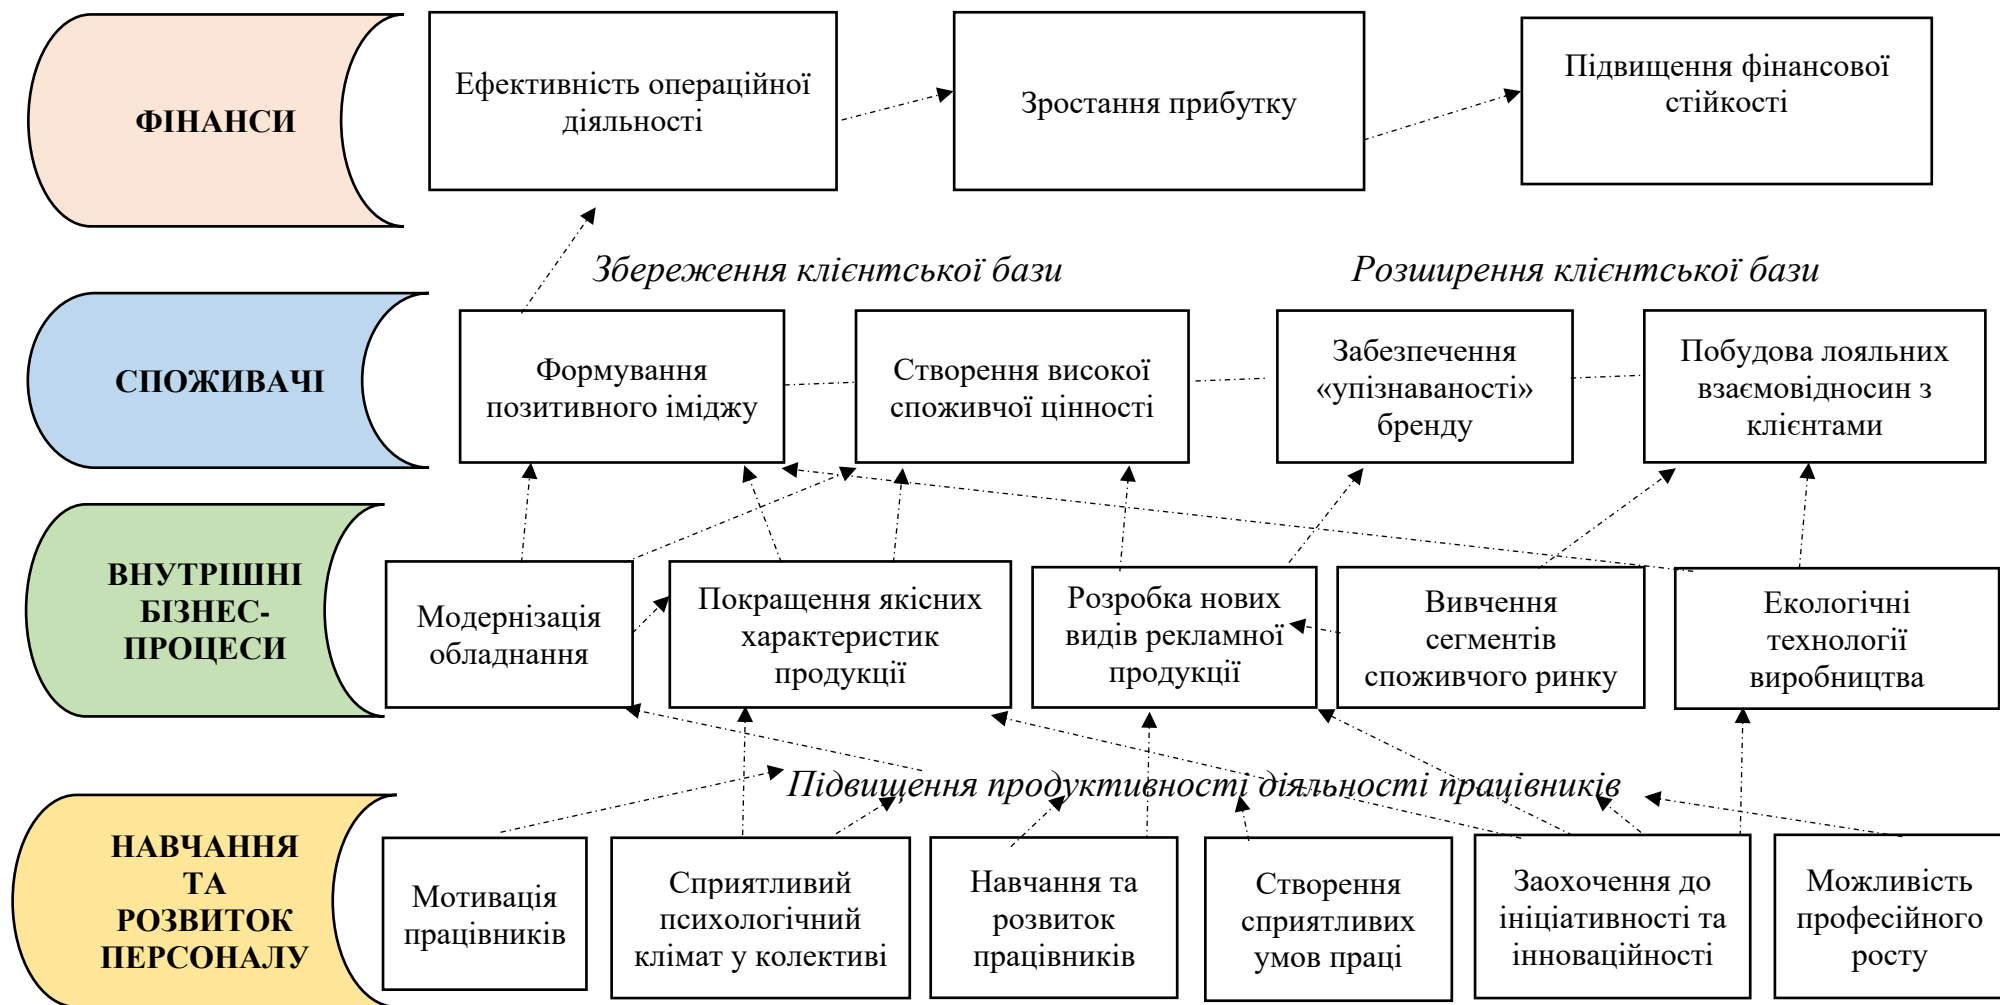 ФІНАНСИ
Ефективність операційної
діяльності
Зростання прибутку
Підвищення фінансової
стійкості
Збереження клієнтської бази
Розширення клієнтської бази
СПОЖИВАЧІ
Формування
позитивного іміджу
Створення високої
споживчої цінності
Забезпечення
«упізнаваності»
бренду
Побудова лояльних
взаємовідносин з
клієнтами
ВНУТРІШНІ
БІЗНЕС-
ПРОЦЕСИ
Модернізація
обладнання
Покращення якісних
характеристик
продукції
Розробка нових
видів рекламної
продукції
Вивчення
сегментів
споживчого ринку
Екологічні
технології
виробництва
Підвищення продуктивності діяльності працівників
НАВЧАННЯ
ТА
РОЗВИТОК
ПЕРСОНАЛУ
Мотивація
працівників
Сприятливий
психологічний
клімат у колективі
Навчання та
розвиток
працівників
Створення
сприятливих
умов праці
Заохочення до
ініціативності та
інноваційності
Можливість
професійного
росту